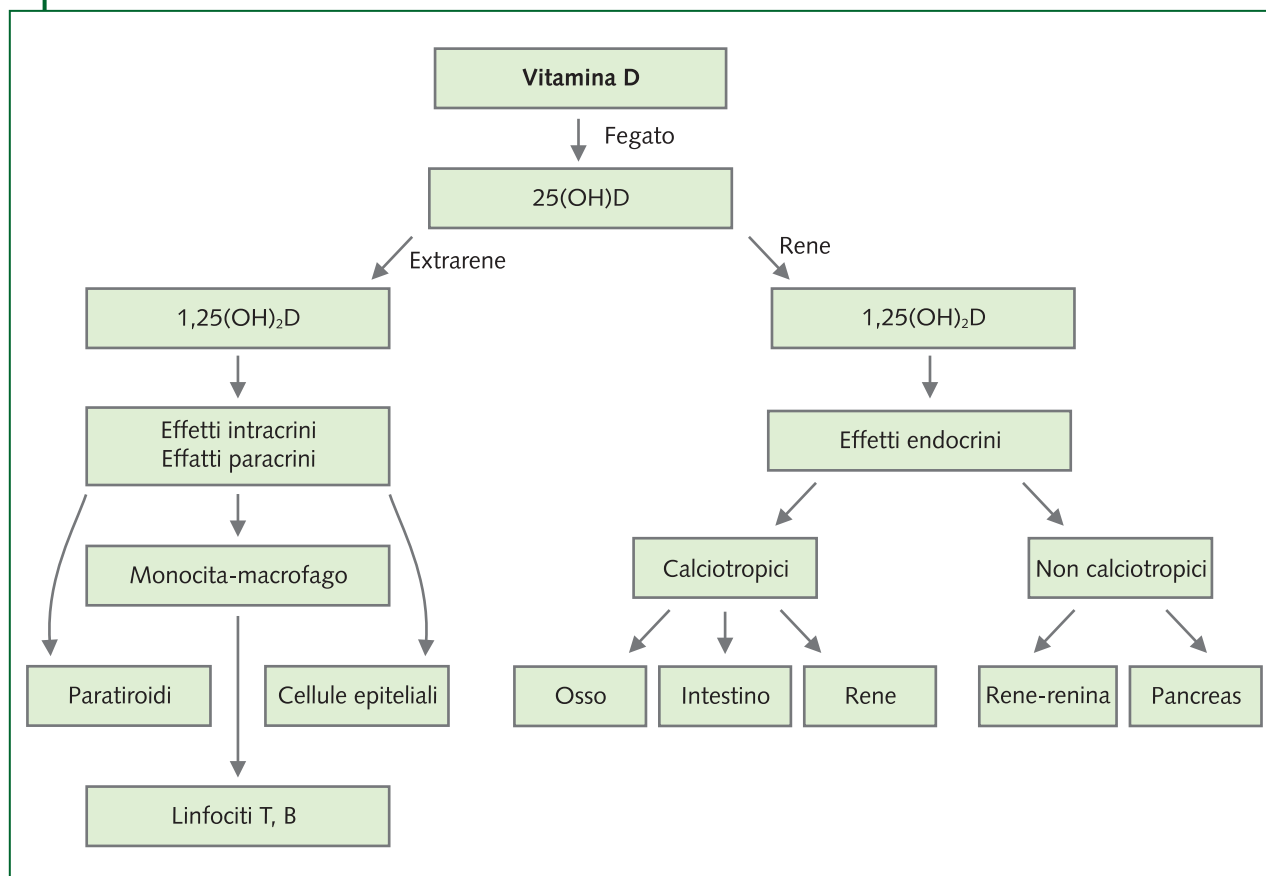 Vitamina D
Fegato
25(OH)D
Extrarene
Rene
1,25(OH)₂D
1,25(OH)₂D
Effetti intracrini
Effatti paracrini
Effetti endocrini
Monocita-macrofago
Calciotropici
Non calciotropici
Paratiroidi
Cellule epiteliali
Osso
Intestino
Rene
Rene-renina
Pancreas
Linfociti T, B